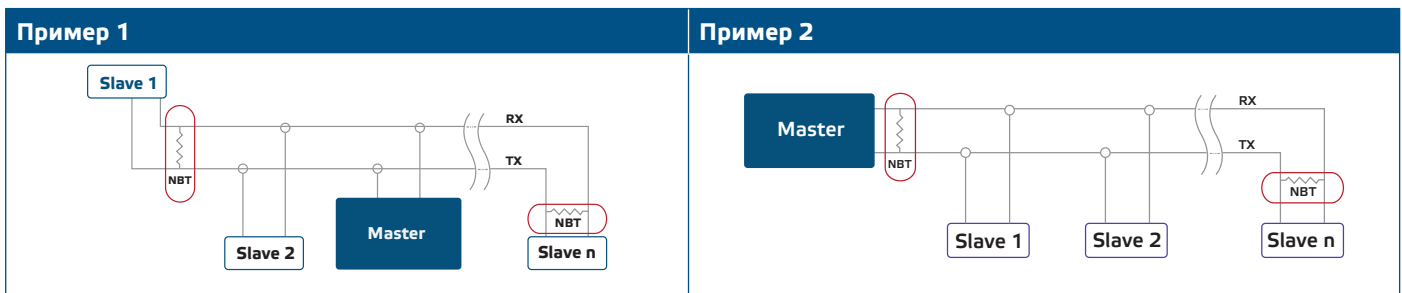 Пример 1
Slave 1
RX
TX
NBT
NBT
Master
Slave 2
Slave n
Пример 2
Master
RX
TX
NBT
NBT
Slave 1
Slave 2
Slave n